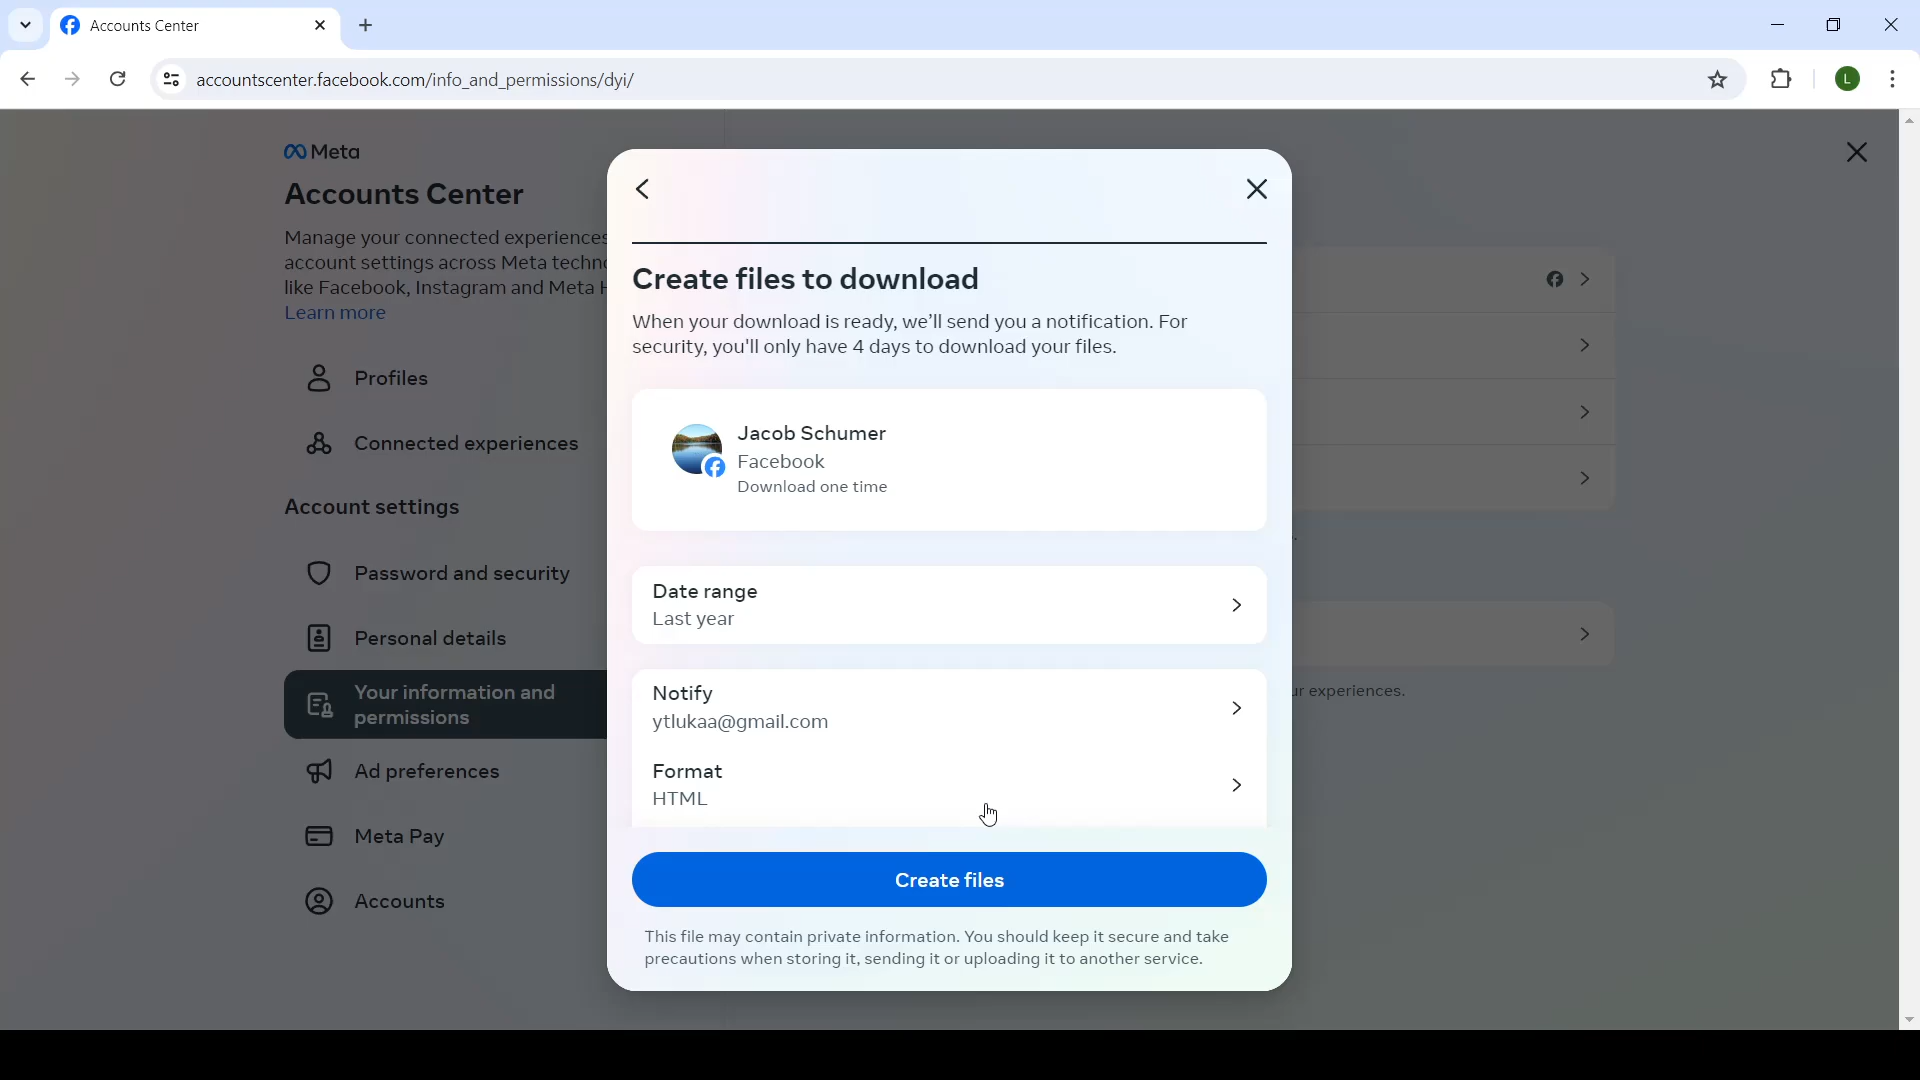 Accounts Center
accountscenter.facebook.com/info_and_permissions/dyi/
L
Meta
Accounts Center
Manage your connected experiences
account settings across Meta techno
like Facebook, Instagram and Meta H
Learn more
Profiles
Connected experiences
Account settings
Password and security
Personal details
Your information and
permissions
Ad preferences
Meta Pay
Accounts
Create files to download
When your download is ready, we’ll send you a notification. For
security, you'll only have 4 days to download your files.
Jacob Schumer
Facebook
Download one time
Date range
Last year
Notify
ytlukaa@gmail.com
Format
HTML
Create files
This file may contain private information. You should keep it secure and take
precautions when storing it, sending it or uploading it to another service.
ur experiences.